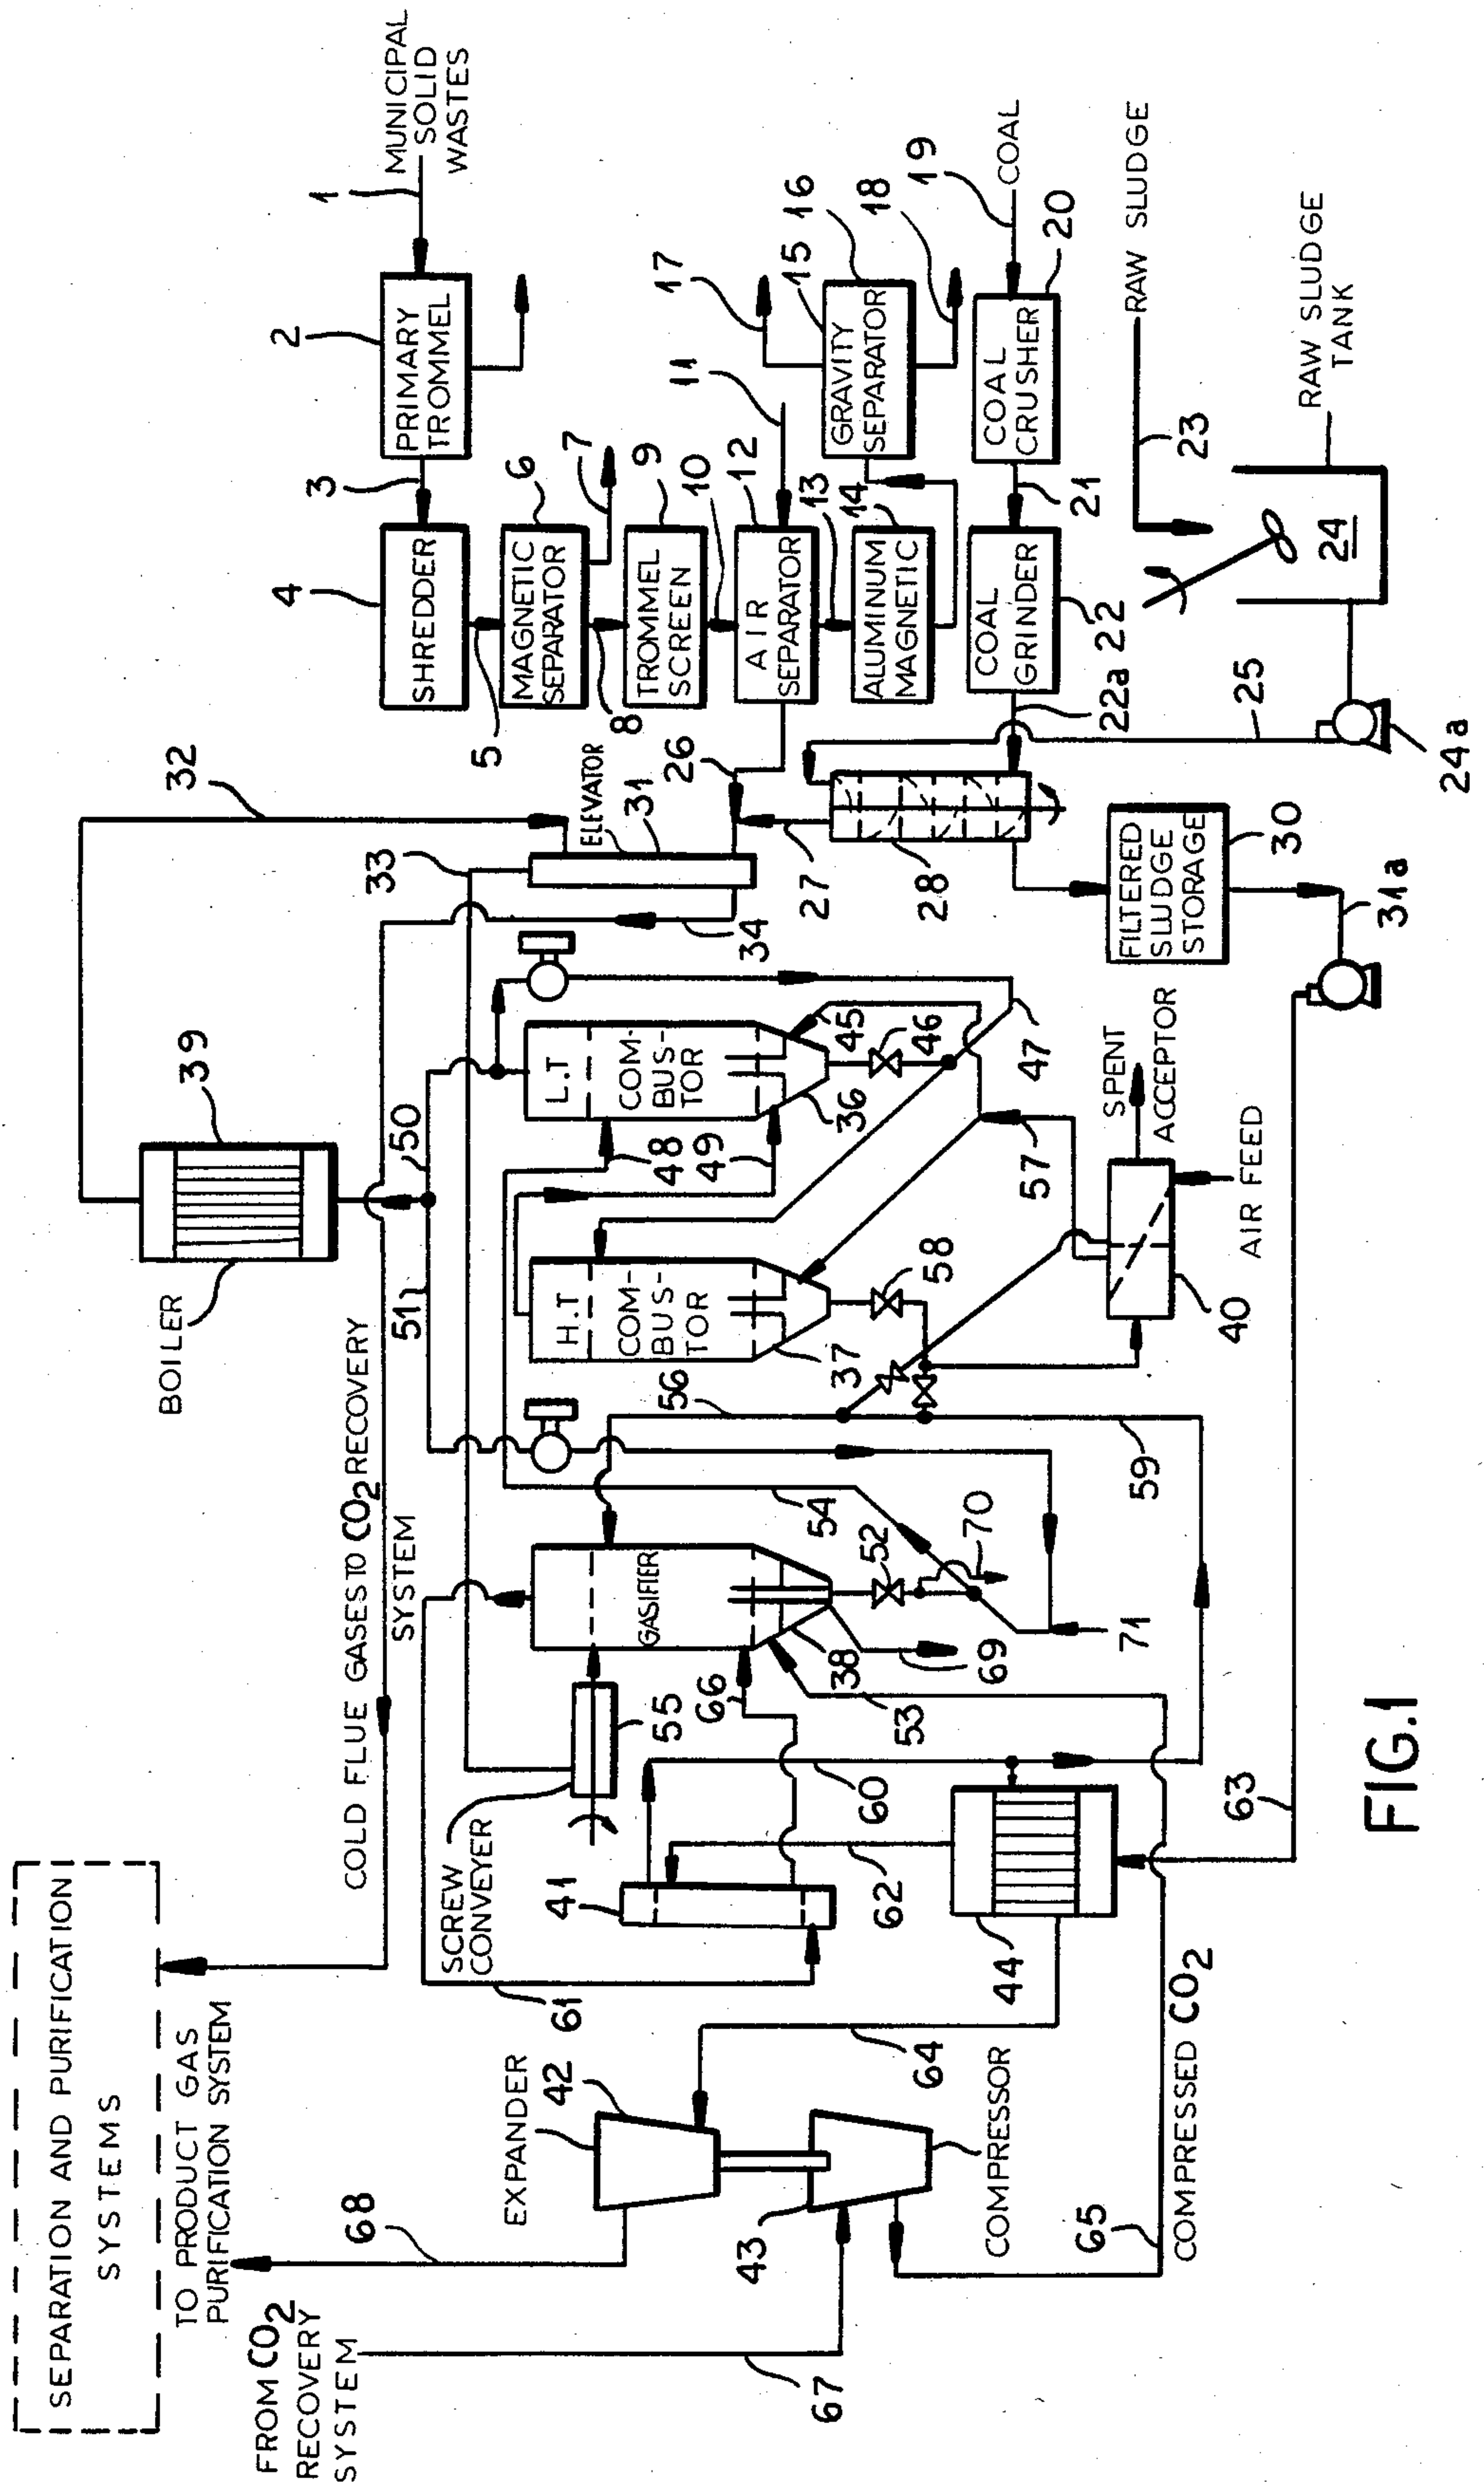 SEPARATION AND PURIFICATION
SYSTEMS
TO PRODUCT GAS
PURIFICATION SYSTEM
FROM CO2
RECOVERY
SYSTEM
67
68
EXPANDER
42
43
COMPRESSOR
64
65
COMPRESSED CO2
COLD FLUE GASES TO CO2 RECOVERY
SYSTEM
61
SCREW
CONVEYER
41
62
44
60
63
55
66
53
GASIFIER
38
69
52
70
71
54
59
56
BOILER
39
51
50
H.T
COM-
BUS-
TOR
37
58
40
AIR FEED
SPENT
ACCEPTOR
57
48
49
L.T
COM-
BUS-
TOR
36
45
46
47
32
33
34
ELEVATOR
31
26
27
28
FILTERED
SLUDGE
STORAGE
30
31a
MUNICIPAL
SOLID
WASTES
1
PRIMARY
TROMMEL
2
3
SHREDDER
4
5
MAGNETIC
SEPARATOR
6
7
8
TROMMEL
SCREEN
9
10
11
AIR
SEPARATOR
12
13
ALUMINUM
MAGNETIC
14
GRAVITY
SEPARATOR
15
16
17
18
COAL
19
COAL
CRUSHER
20
21
COAL
GRINDER
22
22a
RAW SLUDGE
23
RAW SLUDGE
TANK
24
24a
25
FIG.1